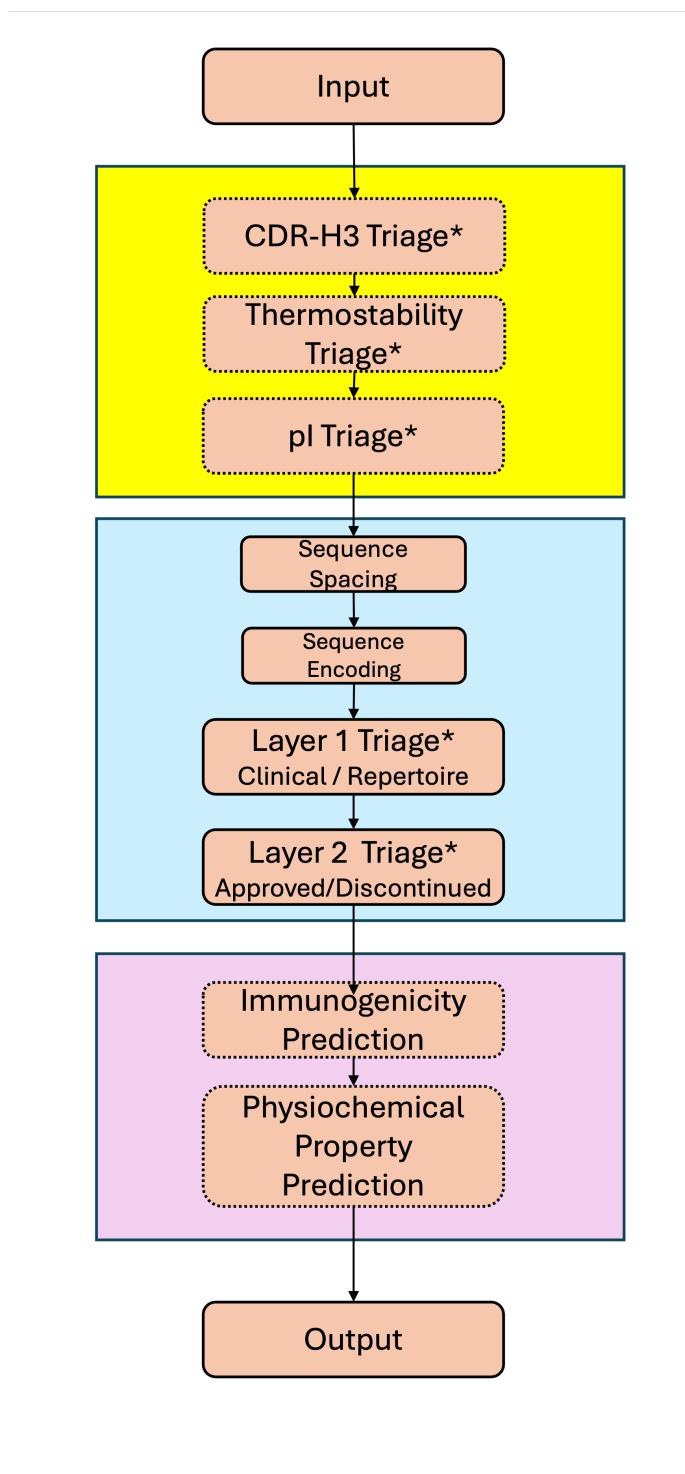 Input
CDR-H3 Triage*
Thermostability
Triage*
pI Triage*
Sequence
Spacing
Sequence
Encoding
Layer 1 Triage*
Clinical / Repertoire
Layer 2  Triage*
Approved/Discontinued
Immunogenicity
Prediction
Physiochemical
Property
Prediction
Output